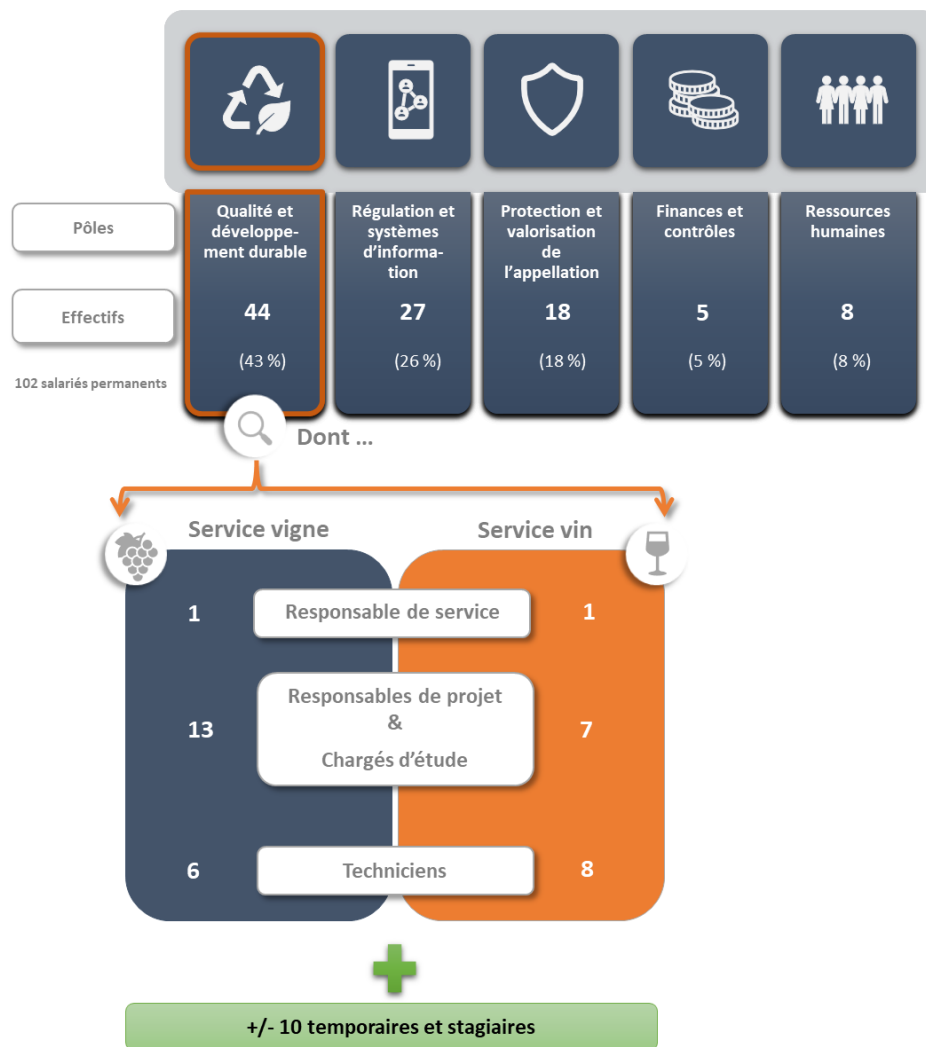 Pôles
Qualité et
développe-
ment durable
Régulation et
systèmes
d'informa-
tion
Protection et
valorisation
de
l'appellation
Finances et
contrôles
Ressources
humaines
Effectifs
44
27
18
5
8
(43 %)
(26 %)
(18 %)
(5 %)
(8 %)
102 salariés permanents
Dont ...
Service vigne
Service vin
1
Responsable de service
1
13
Responsables de projet
&
Chargés d'étude
7
6
Techniciens
8
+/- 10 temporaires et stagiaires